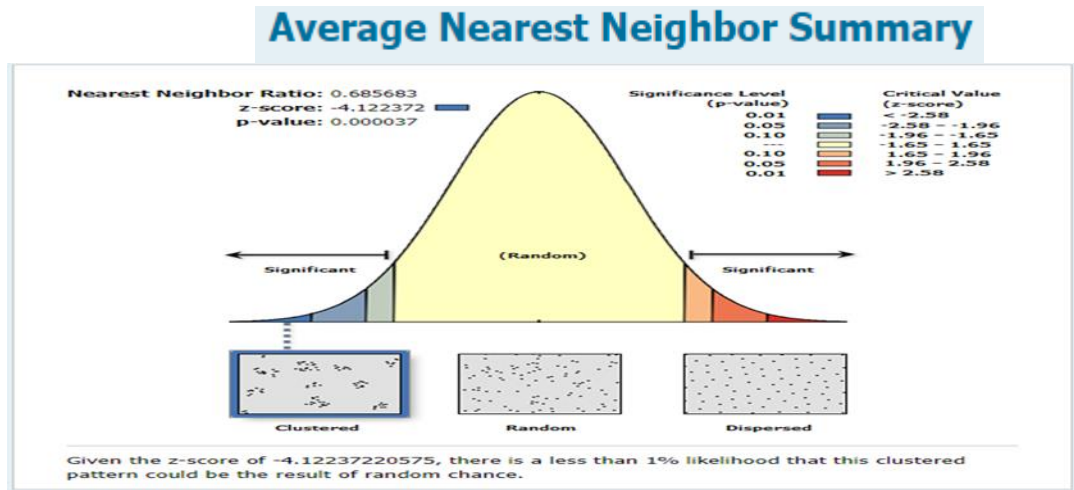 Average Nearest Neighbor Summary
Nearest Neighbor Ratio: 0.685683
z-score: -4.122372
p-value: 0.000037
Significance Level (p-value)
Critical Value (z-score)
0.01 < -2.58
0.05 -2.58 - -1.96
0.10 -1.96 - -1.65
--- -1.65 - 1.65
0.10 1.65 - 1.96
0.05 1.96 - 2.58
0.01 > 2.58
Significant
(Random)
Significant
Clustered
Random
Dispersed
Given the z-score of -4.12237220575, there is a less than 1% likelihood that this clustered
pattern could be the result of random chance.